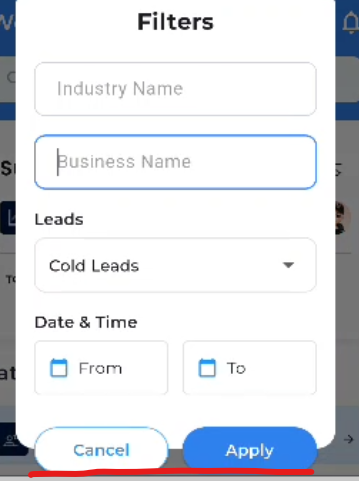 Filters
Industry Name
Business Name
Leads
Cold Leads
Date & Time
From
To
Cancel
Apply